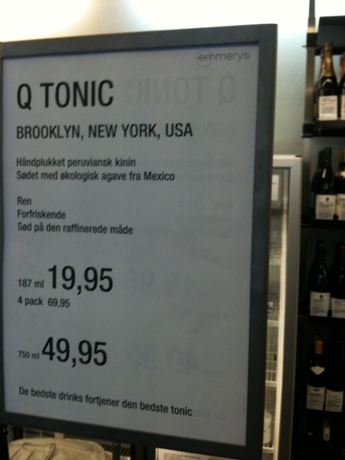 emmerys
Q TONIC
BROOKLYN, NEW YORK, USA
Håndplukket peruviansk kinin
Sødet med økologisk agave fra Mexico
Ren
Forfriskende
Sød på den raffinerede måde
187 ml 19,95
4 pack 69,95
750 ml 49,95
De bedste drinks fortjener den bedste tonic